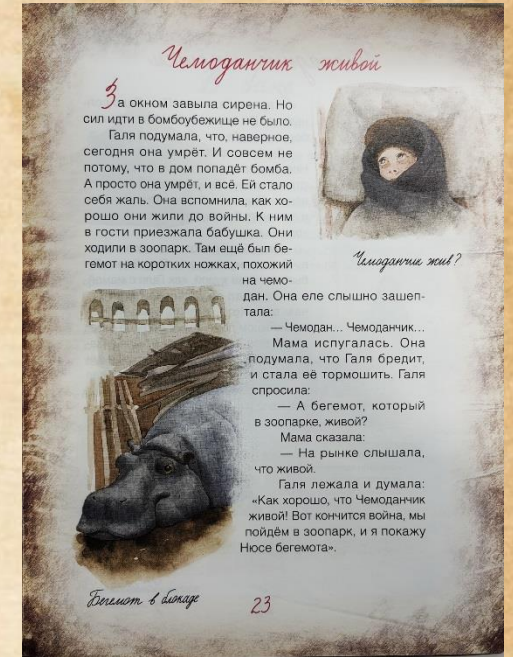 Чемоданчик живой
За окном завыла сирена. Но
сил идти в бомбоубежище не было.
Галя подумала, что, наверное,
сегодня она умрёт. И совсем не
потому, что в дом попадёт бомба.
А просто она умрёт, и всё. Ей стало
себя жаль. Она вспомнила, как хо-
рошо они жили до войны. К ним
в гости приезжала бабушка. Они
ходили в зоопарк. Там ещё был бе-
гемот на коротких ножках, похожий
на чемо-
дан. Она еле слышно зашеп-
тала:
— Чемодан... Чемоданчик...
Мама испугалась. Она
подумала, что Галя бредит,
и стала её тормошить. Галя
спросила:
— А бегемот, который
в зоопарке, живой?
Мама сказала:
— На рынке слышала,
что живой.
Галя лежала и думала:
«Как хорошо, что Чемоданчик
живой! Вот кончится война, мы
пойдём в зоопарк, и я покажу
Нюсе бегемота».
Чемоданчик жив?
Бегемот в блокаде
23